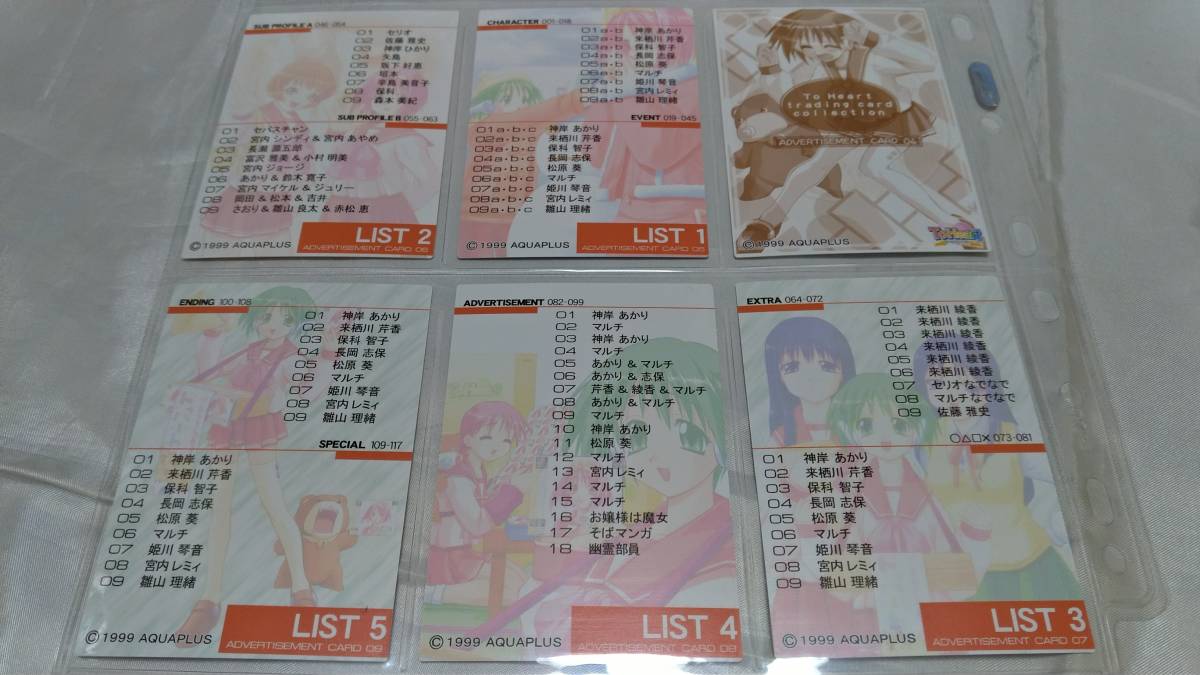 SUB PROFILE A 046-054
01 セリオ
02 佐藤 雅史
03 神岸 ひかり
04 矢島
05 坂下 好恵
06 垣本
07 辛島 美音子
08 保科
09 森本 美紀
SUB PROFILE B 055-063
01 セバスチャン
02 宮内 シンディ & 宮内 あやめ
03 長瀬 源五郎
04 富沢 雅美 & 小村 明美
05 宮内 ジョージ
06 あかり & 鈴木 寛子
07 宮内 マイケル & ジュリー
08 岡田 & 松本 & 吉井
09 さおり & 雛山 良太 & 赤松 恵
LIST 2
©1999 AQUAPLUS
ADVERTISEMENT CARD 06
CHARACTER 001-018
01a・b 神岸 あかり
02a・b 来栖川 芹香
03a・b 保科 智子
04a・b 長岡 志保
05a・b 松原 葵
06a・b マルチ
07a・b 姫川 琴音
08a・b 宮内 レミィ
09a・b 雛山 理緒
EVENT 019-045
01a・b・c 神岸 あかり
02a・b・c 来栖川 芹香
03a・b・c 保科 智子
04a・b・c 長岡 志保
05a・b・c 松原 葵
06a・b・c マルチ
07a・b・c 姫川 琴音
08a・b・c 宮内 レミィ
09a・b・c 雛山 理緒
LIST 1
©1999 AQUAPLUS
ADVERTISEMENT CARD 05
To Heart
trading card
collection
ADVERTISEMENT CARD 04
©1999 AQUAPLUS
To Heart
ENDING 100-108
01 神岸 あかり
02 来栖川 芹香
03 保科 智子
04 長岡 志保
05 松原 葵
06 マルチ
07 姫川 琴音
08 宮内 レミィ
09 雛山 理緒
SPECIAL 109-117
01 神岸 あかり
02 来栖川 芹香
03 保科 智子
04 長岡 志保
05 松原 葵
06 マルチ
07 姫川 琴音
08 宮内 レミィ
09 雛山 理緒
LIST 5
©1999 AQUAPLUS
ADVERTISEMENT CARD 09
ADVERTISEMENT 082-099
01 神岸 あかり
02 マルチ
03 神岸 あかり
04 マルチ
05 あかり & マルチ
06 あかり & 志保
07 芹香 & 綾香 & マルチ
08 あかり & マルチ
09 マルチ
10 神岸 あかり
11 松原 葵
12 マルチ
13 宮内 レミィ
14 マルチ
15 マルチ
16 お嬢様は魔女
17 そばマンガ
18 幽霊部員
LIST 4
©1999 AQUAPLUS
ADVERTISEMENT CARD 08
EXTRA 064-072
01 来栖川 綾香
02 来栖川 綾香
03 来栖川 綾香
04 来栖川 綾香
05 来栖川 綾香
06 来栖川 綾香
07 セリオなでなで
08 マルチなでなで
09 佐藤 雅史
○△□× 073-081
01 神岸 あかり
02 来栖川 芹香
03 保科 智子
04 長岡 志保
05 松原 葵
06 マルチ
07 姫川 琴音
08 宮内 レミィ
09 雛山 理緒
LIST 3
©1999 AQUAPLUS
ADVERTISEMENT CARD 07